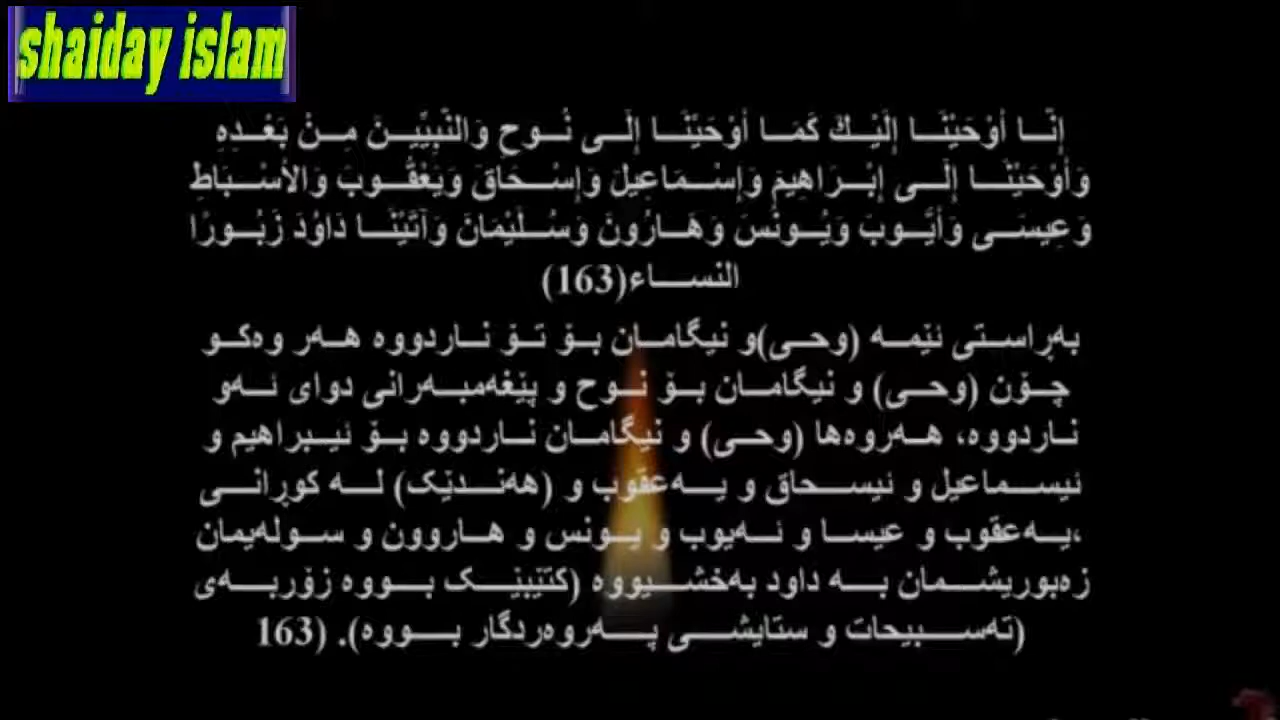 shaiday islam
إِنَّا أَوْحَيْنَا إِلَيْكَ كَمَا أَوْحَيْنَا إِلَى نُوحٍ وَالنَّبِيِّينَ مِنْ بَعْدِهِ
وَأَوْحَيْنَا إِلَى إِبْرَاهِيمَ وَإِسْمَاعِيلَ وَإِسْحَاقَ وَيَعْقُوبَ وَالأَسْبَاطِ
وَعِيسَى وَأَيُّوبَ وَيُونُسَ وَهَارُونَ وَسُلَيْمَانَ وَآتَيْنَا دَاوُدَ زَبُورًا
النساء(163)
بەڕاستی ئێمە (وحی)و نیگامان بۆ تۆ ناردووە هەر وەکو
چۆن (وحی) و نیگامان بۆ نوح و پێغەمبەرانی دوای ئەو
ناردووە، هەروەها (وحی) و نیگامان ناردووە بۆ ئیبراهیم و
ئیسماعیل و ئیسحاق و یەعقوب و (هەندێک) لە کوڕانی
یەعقوب و عیسا و ئەیوب و یونس و هاروون و سولەیمان،
زەبوریشمان بە داود بەخشیووە (کتێبێک بووە زۆربەی
(تەسبیحات و ستایشی پەروەردگار بووە). (163